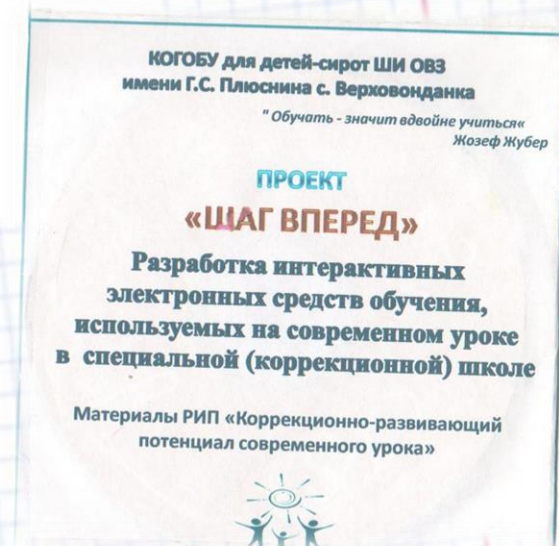 КОГОБУ для детей-сирот ШИ ОВЗ
имени Г.С. Плюснина с. Верховонданка
" Обучать - значит вдвойне учиться«
Жозеф Жубер
ПРОЕКТ
«ШАГ ВПЕРЕД»
Разработка интерактивных
электронных средств обучения,
используемых на современном уроке
в специальной (коррекционной) школе
Материалы РИП «Коррекционно-развивающий
потенциал современного урока»